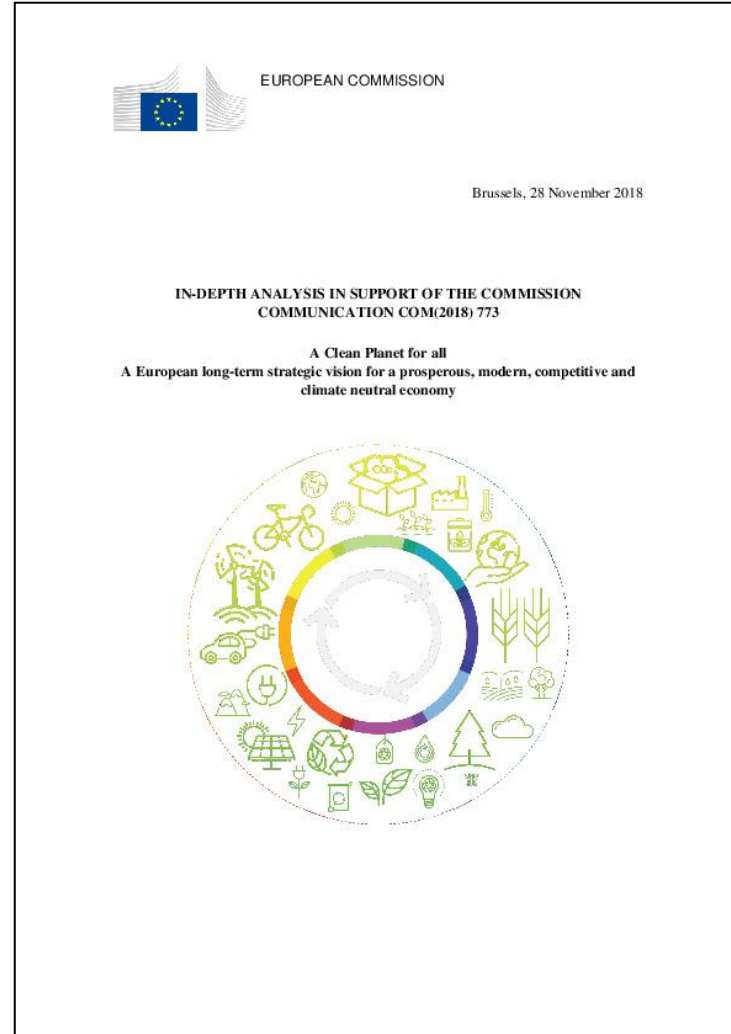 EUROPEAN COMMISSION
Brussels, 28 November 2018
IN-DEPTH ANALYSIS IN SUPPORT OF THE COMMISSION
COMMUNICATION COM(2018) 773
A Clean Planet for all
A European long-term strategic vision for a prosperous, modern, competitive and
climate neutral economy
CO₂